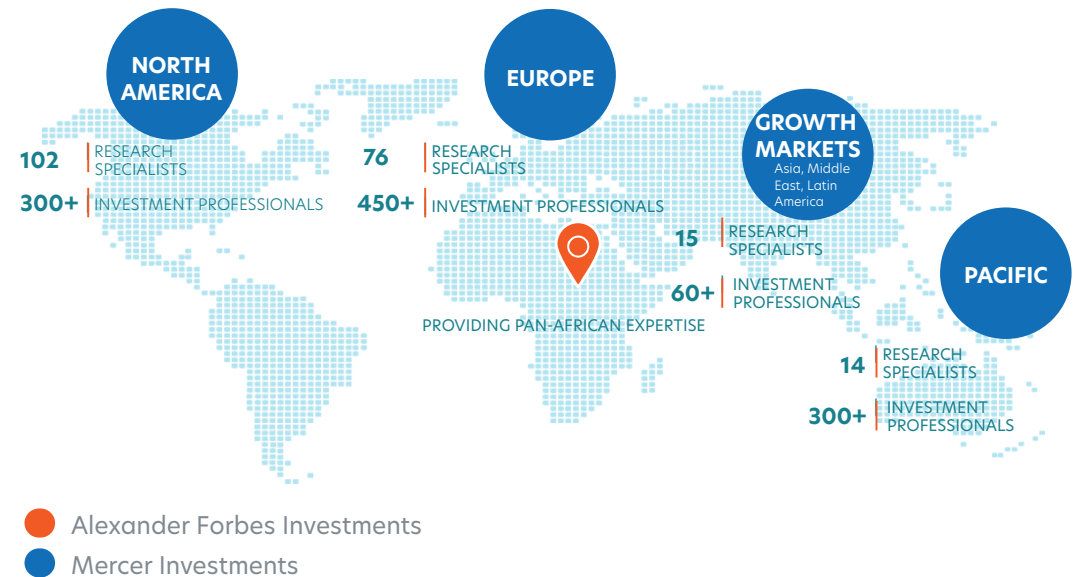 NORTH
AMERICA
102
RESEARCH
SPECIALISTS
300+
INVESTMENT PROFESSIONALS
EUROPE
76
RESEARCH
SPECIALISTS
450+
INVESTMENT PROFESSIONALS
PROVIDING PAN-AFRICAN EXPERTISE
GROWTH
MARKETS
Asia, Middle
East, Latin
America
15
RESEARCH
SPECIALISTS
60+
INVESTMENT
PROFESSIONALS
PACIFIC
14
RESEARCH
SPECIALISTS
300+
INVESTMENT
PROFESSIONALS
Alexander Forbes Investments
Mercer Investments